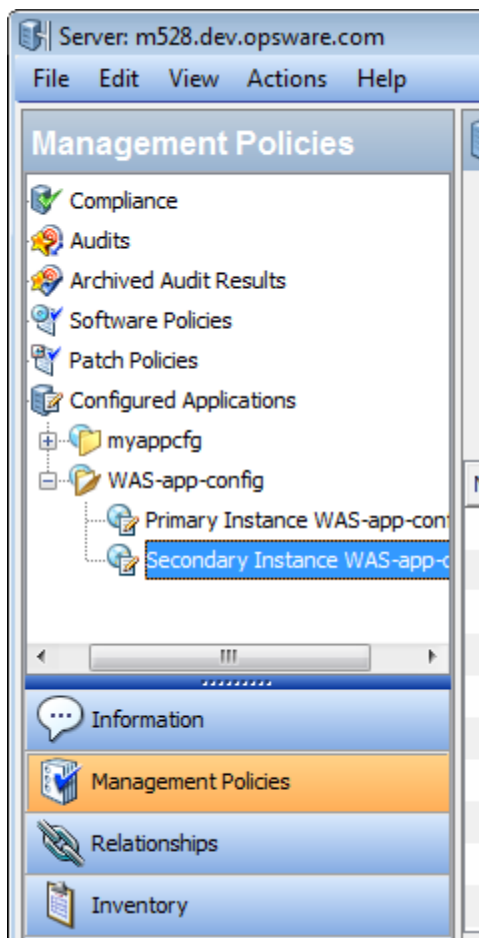 Server: m528.dev.opsware.com
File Edit View Actions Help
Management Policies
Compliance
Audits
Archived Audit Results
Software Policies
Patch Policies
Configured Applications
myappcfg
WAS-app-config
Primary Instance WAS-app-con
Secondary Instance WAS-app-c
Information
Management Policies
Relationships
Inventory